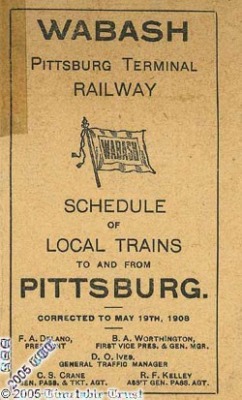 WABASH
PITTSBURG TERMINAL
RAILWAY
WABASH
SCHEDULE
OF
LOCAL TRAINS
TO AND FROM
PITTSBURG.
CORRECTED TO MAY 19TH, 1908
F. A. DELANO, B. A. WORTHINGTON,
PRESIDENT FIRST VICE PRES. & GEN. MGR.
D. O. IVES,
GENERAL TRAFFIC MANAGER
C. S. CRANE R. F. KELLEY
GEN. PASS. & TKT. AGT. ASS'T GEN. PASS. AGT.
2005
©2005 Timetable Trust